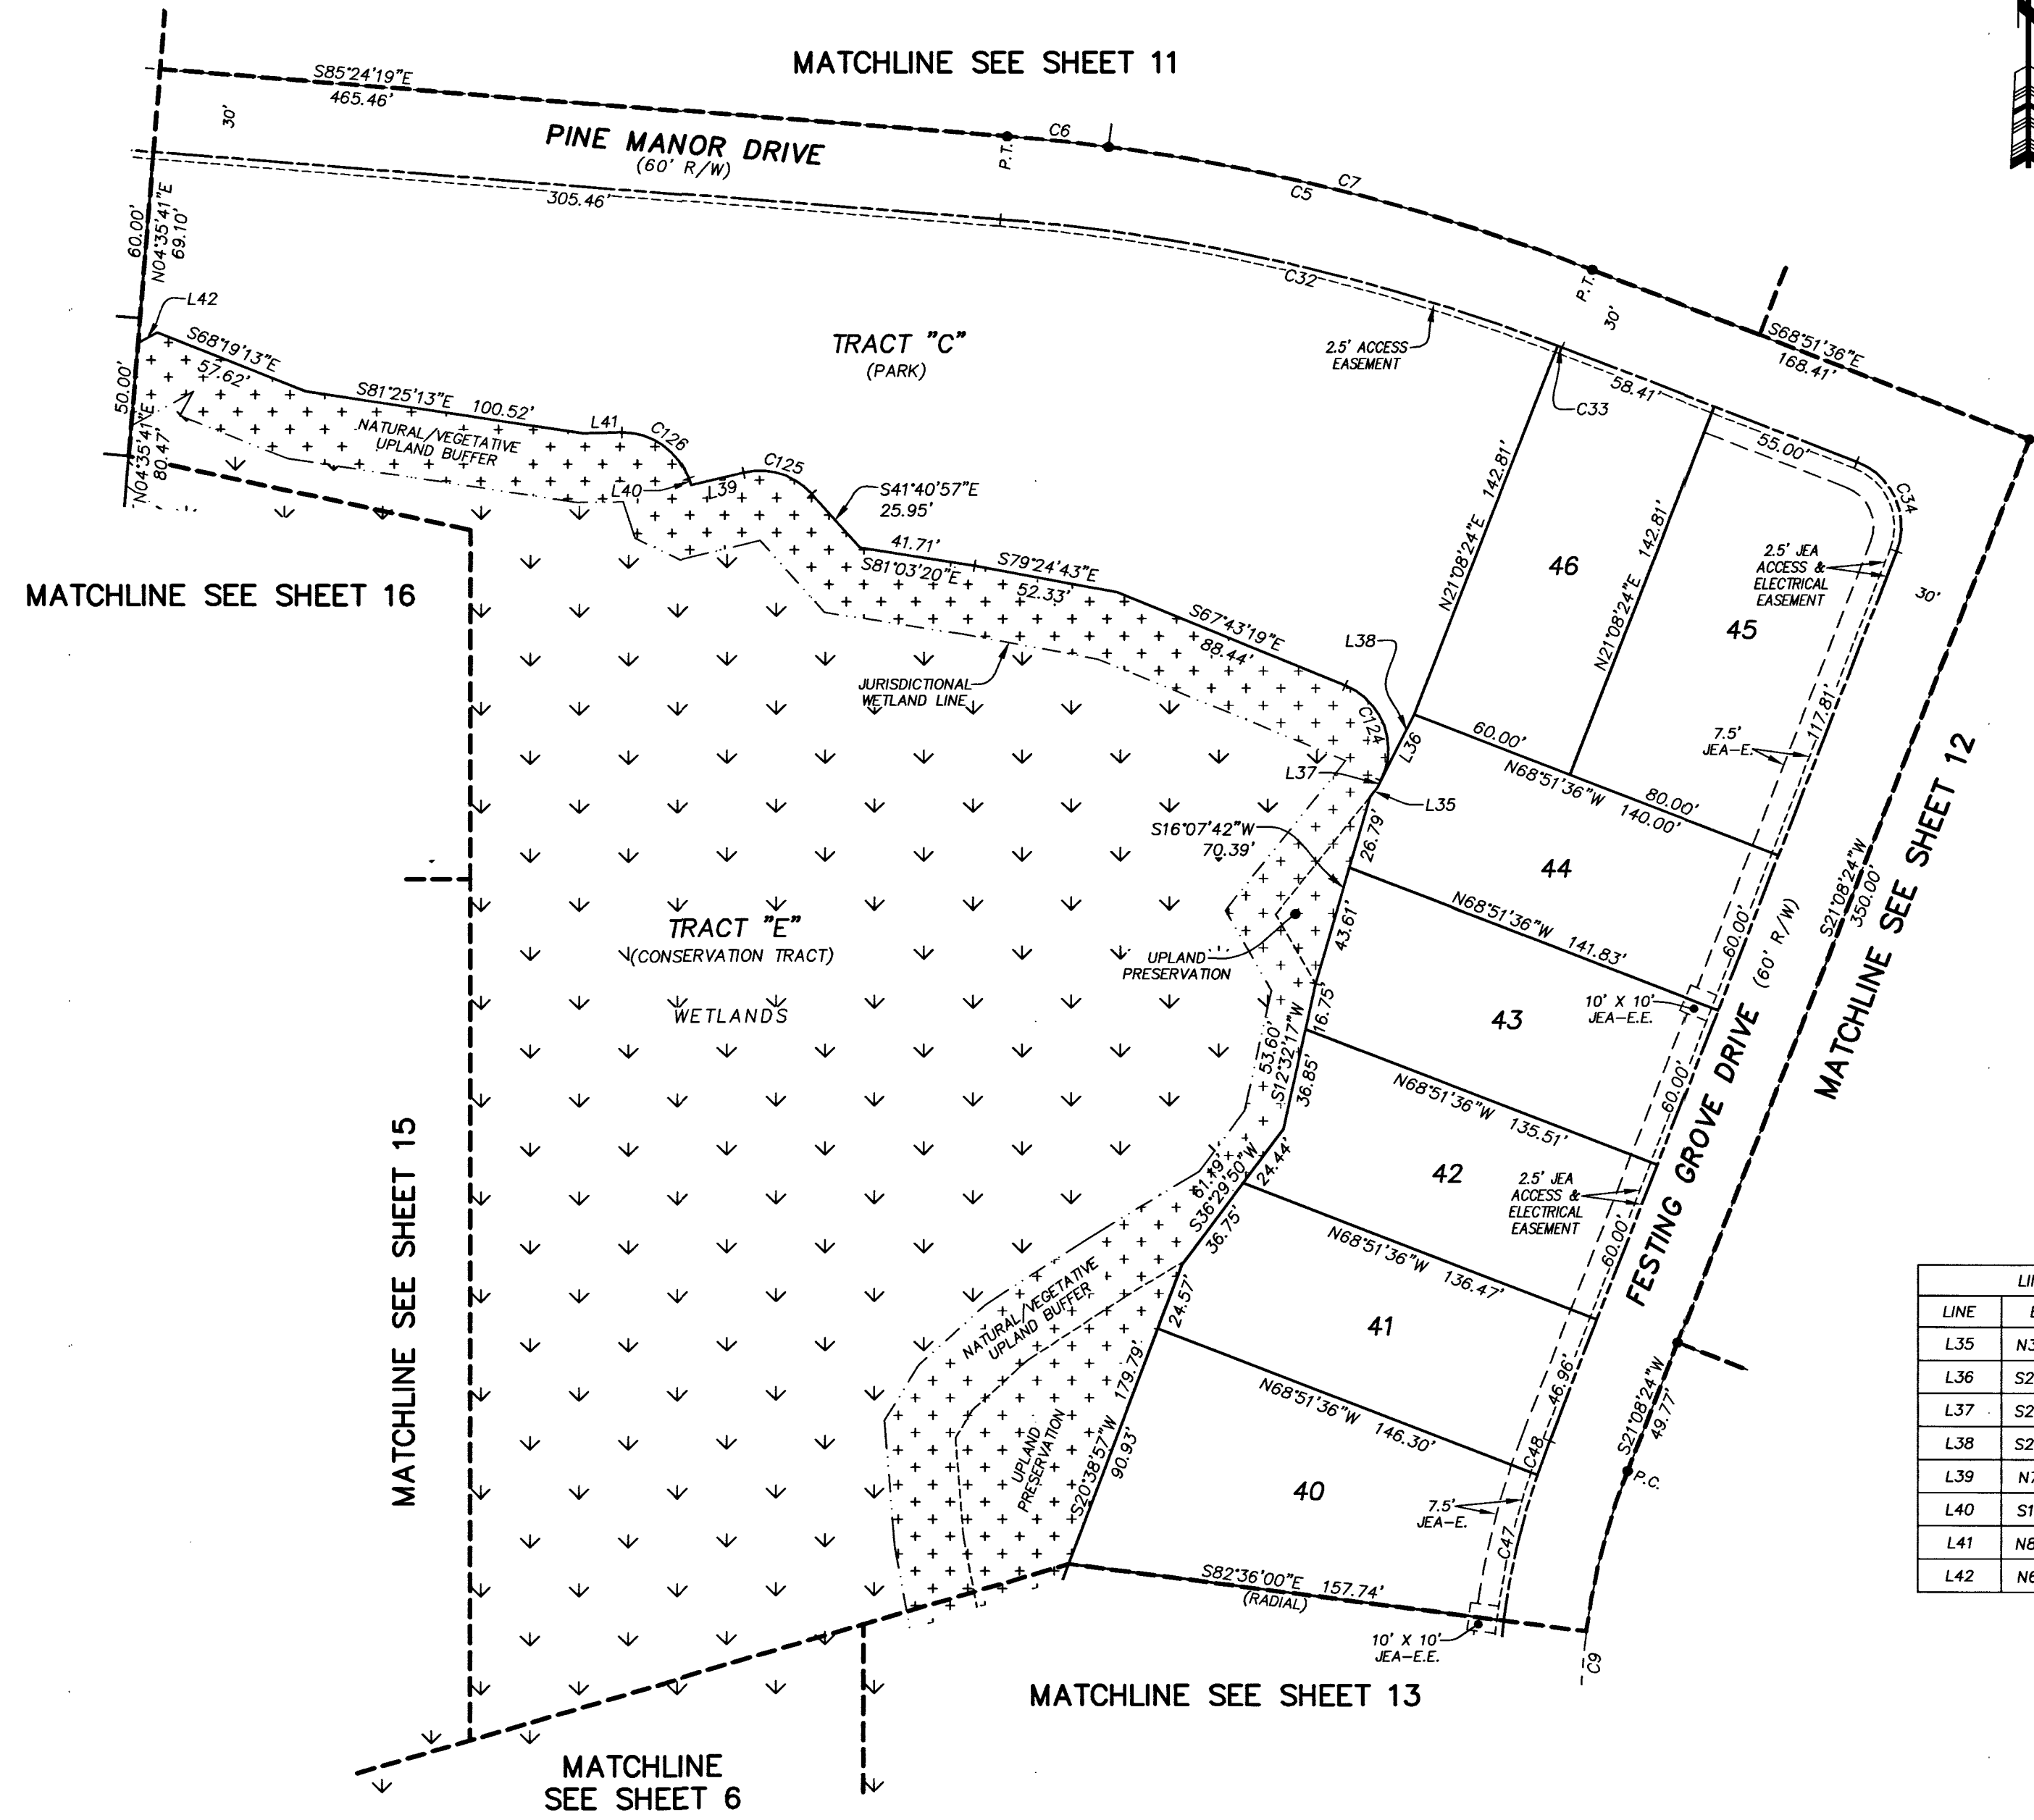 MATCHLINE SEE SHEET 11
S85°24'19"E
465.46'
30'
PINE MANOR DRIVE
(60' R/W)
P.T.
C6
C7
C5
305.46'
60.00'
N04°35'41"E
69.10'
C32
P.T.
30'
S68°51'36"E
168.41'
L42
S68°19'13"E
57.62'
TRACT "C"
(PARK)
2.5' ACCESS
EASEMENT
58.41'
C33
50.00'
N04°35'41"E
80.47'
S81°25'13"E 100.52'
NATURAL/VEGETATIVE
UPLAND BUFFER
L41
C126
L40
L39
C125
S41°40'57"E
25.95'
55.00'
C34
142.81'
N21°08'24"E
142.81'
N21°08'24"E
46
45
2.5' JEA
ACCESS &
ELECTRICAL
EASEMENT
30'
MATCHLINE SEE SHEET 16
41.71'
S81°03'20"E
S79°24'43"E
52.33'
S67°43'19"E
88.44'
L38
JURISDICTIONAL
WETLAND LINE
C124
L36
L37
L35
60.00'
N68°51'36"W 140.00'
80.00'
117.81'
7.5'
JEA-E.
S16°07'42"W
70.39'
26.79'
44
N68°51'36"W 141.83'
60.00'
S21°08'24"W
350.00'
MATCHLINE SEE SHEET 12
TRACT "E"
(CONSERVATION TRACT)
WETLANDS
UPLAND
PRESERVATION
43.61'
16.75'
43
10' X 10'
JEA-E.E.
53.60'
S12°32'17"W
36.85'
N68°51'36"W 135.51'
60.00'
FESTING GROVE DRIVE (60' R/W)
MATCHLINE SEE SHEET 15
61.19'
S36°29'50"W
24.44'
36.75'
42
2.5' JEA
ACCESS &
ELECTRICAL
EASEMENT
60.00'
N68°51'36"W 136.47'
NATURAL/VEGETATIVE
UPLAND BUFFER
24.57'
41
46.96'
S20°38'57"W 179.79'
90.93'
UPLAND
PRESERVATION
N68°51'36"W 146.30'
C48
S21°08'24"W
49.77'
P.C.
40
7.5'
JEA-E.
C47
S82°36'00"E 157.74'
(RADIAL)
10' X 10'
JEA-E.E.
C9
MATCHLINE SEE SHEET 13
MATCHLINE
SEE SHEET 6
LINE
L35 N3
L36 S2
L37 S2
L38 S2
L39 N7
L40 S1
L41 N8
L42 N6